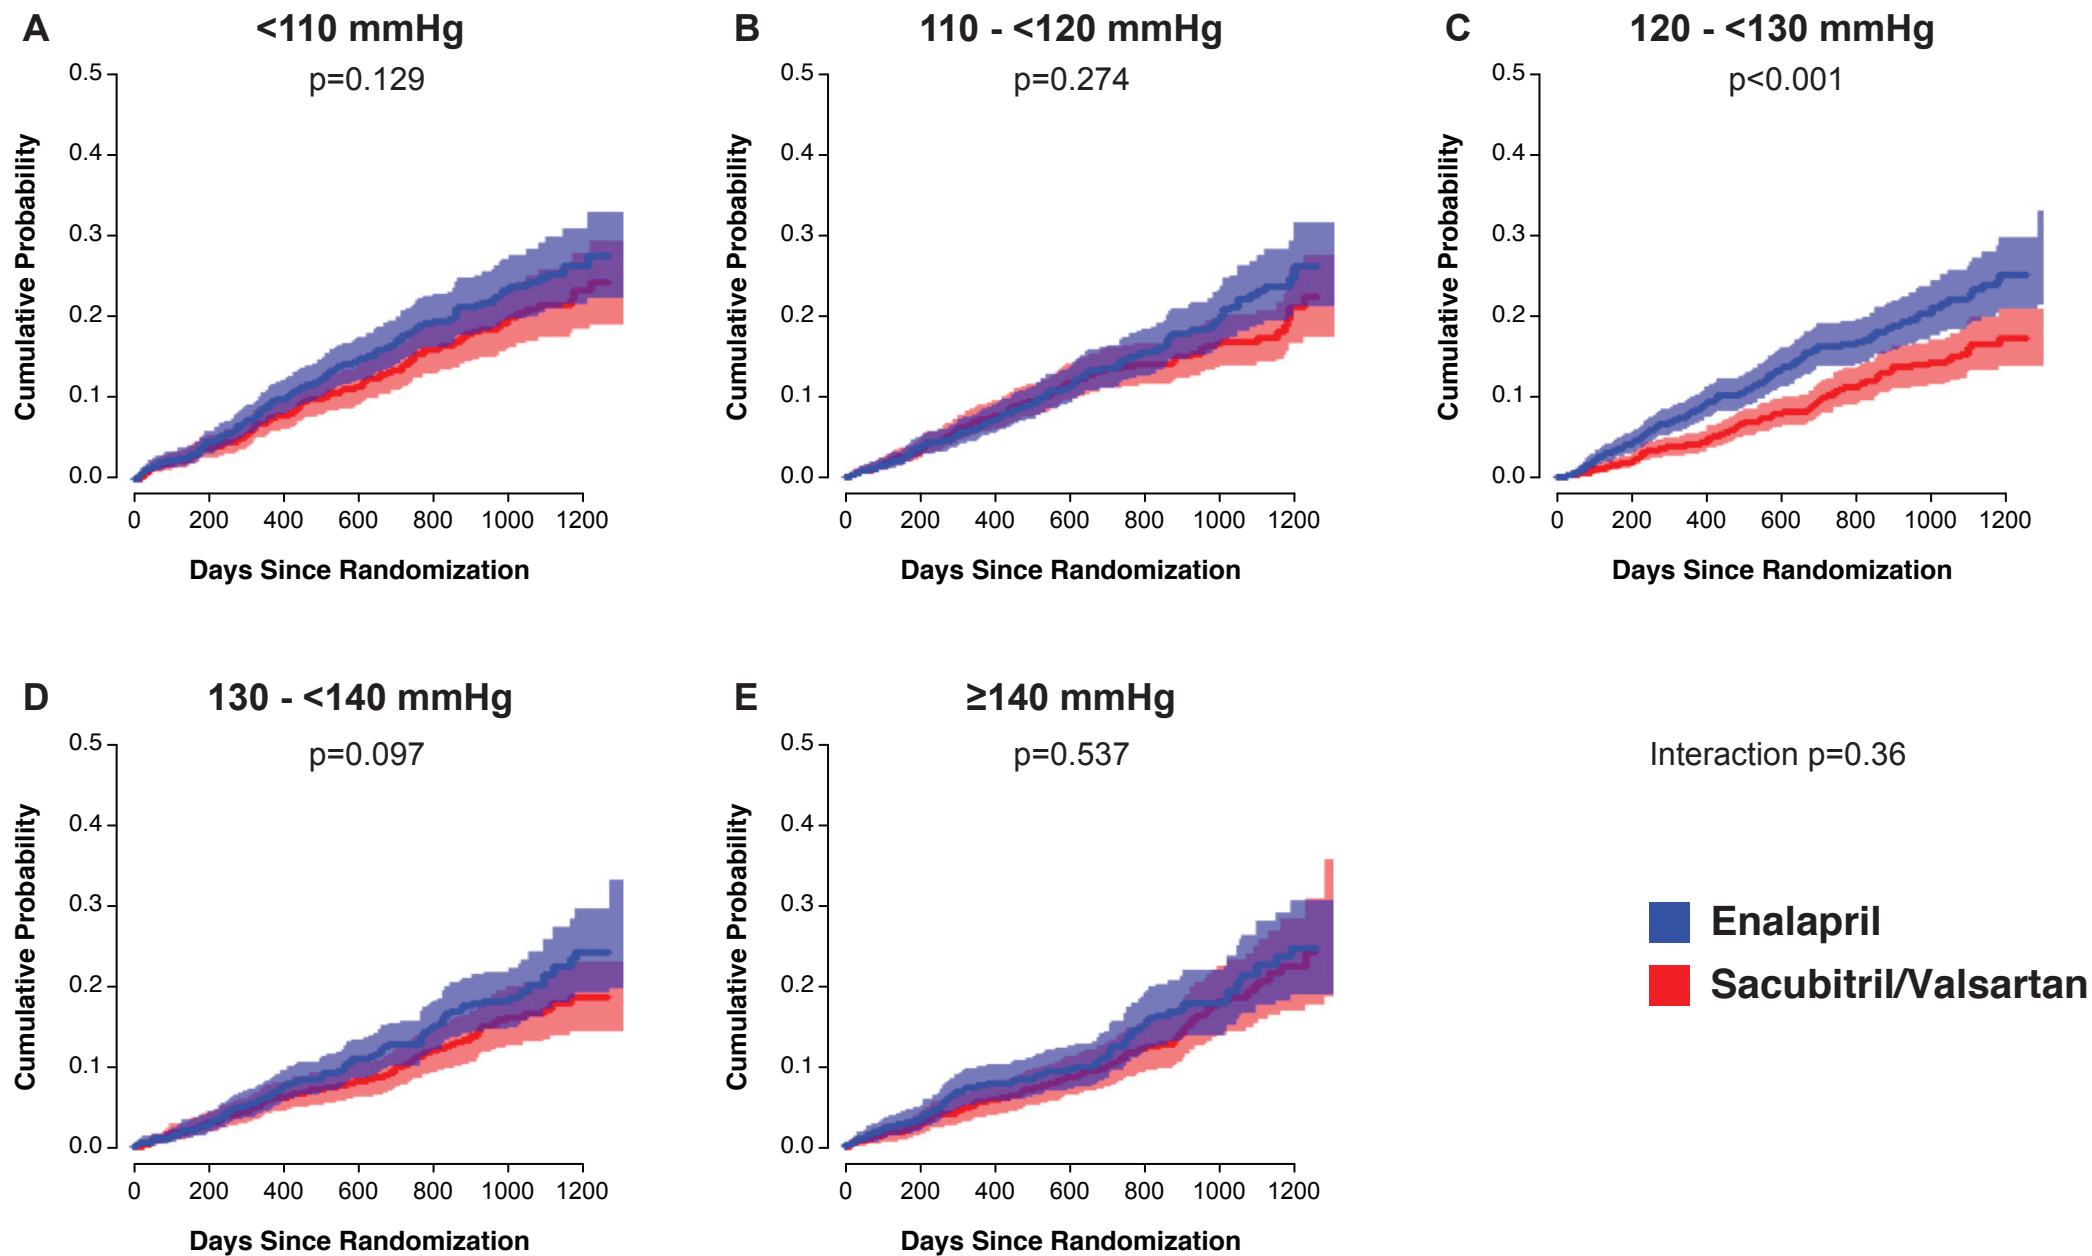 A <110 mmHg
p=0.129
0.5
0.4
0.3
0.2
0.1
0.0
Cumulative Probability
0 200 400 600 800 1000 1200
Days Since Randomization
B 110 - <120 mmHg
p=0.274
0.5
0.4
0.3
0.2
0.1
0.0
Cumulative Probability
0 200 400 600 800 1000 1200
Days Since Randomization
C 120 - <130 mmHg
p<0.001
0.5
0.4
0.3
0.2
0.1
0.0
Cumulative Probability
0 200 400 600 800 1000 1200
Days Since Randomization
D 130 - <140 mmHg
p=0.097
0.5
0.4
0.3
0.2
0.1
0.0
Cumulative Probability
0 200 400 600 800 1000 1200
Days Since Randomization
E ≥140 mmHg
p=0.537
0.5
0.4
0.3
0.2
0.1
0.0
Cumulative Probability
0 200 400 600 800 1000 1200
Days Since Randomization
Interaction p=0.36
Enalapril
Sacubitril/Valsartan